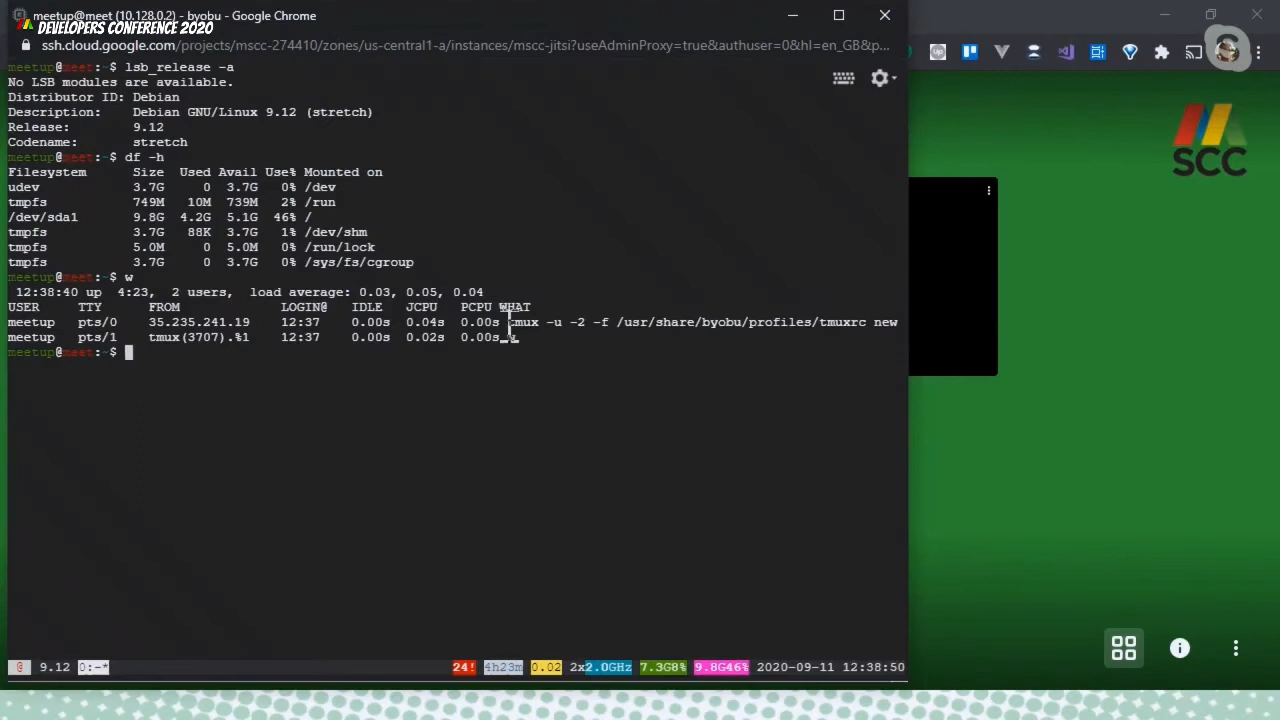 meetup@meet (10.128.0.2) - byobu - Google Chrome
DEVELOPERS CONFERENCE 2020
ssh.cloud.google.com/projects/mscc-274410/zones/us-central1-a/instances/mscc-jitsi?useAdminProxy=true&authuser=0&hl=en_GB&p...
meetup@meet:~$ lsb_release -a
No LSB modules are available.
Distributor ID: Debian
Description:    Debian GNU/Linux 9.12 (stretch)
Release:        9.12
Codename:       stretch
meetup@meet:~$ df -h
Filesystem      Size  Used Avail Use% Mounted on
udev            3.7G     0  3.7G   0% /dev
tmpfs           749M   10M  739M   2% /run
/dev/sda1       9.8G  4.2G  5.1G  46% /
tmpfs           3.7G   88K  3.7G   1% /dev/shm
tmpfs           5.0M     0  5.0M   0% /run/lock
tmpfs           3.7G     0  3.7G   0% /sys/fs/cgroup
meetup@meet:~$ w
12:38:40 up  4:23,  2 users,  load average: 0.03, 0.05, 0.04
USER     TTY      FROM             LOGIN@   IDLE   JCPU   PCPU WHAT
meetup   pts/0    35.235.241.19    12:37    0.00s  0.04s  0.00s tmux -u -2 -f /usr/share/byobu/profiles/tmuxrc new
meetup   pts/1    tmux(3707).%1    12:37    0.00s  0.02s  0.00s w
meetup@meet:~$
@ 9.12 0:-* 24! 4h23m 0.02 2x2.0GHz 7.3G8% 9.8G46% 2020-09-11 12:38:50
SCC
up